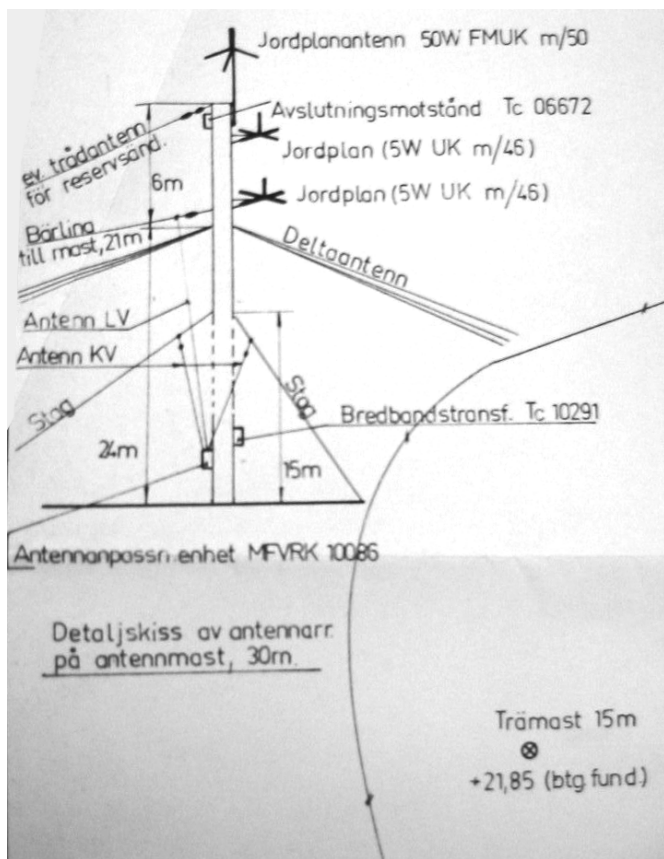 Jordplanantenn 50W FMUK m/50
Avslutningsmotstånd Tc 06672
Jordplan (5W UK m/46)
ev. trådantenn
för reservsänd.
6m
Jordplan (5W UK m/46)
Bärlina
till mast, 21m
Deltaantenn
Antenn LV
Antenn KV
Stag
Stag
Bredbandstransf. Tc 10291
24m
15m
Antennanpassn.enhet MFVRK 10086
Detaljskiss av antennarr.
på antennmast, 30m.
Trämast 15m
+21,85 (btg.fund.)